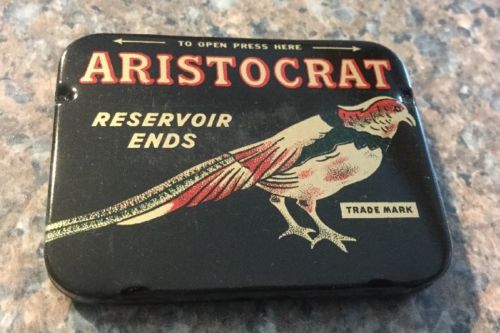 TO OPEN PRESS HERE
ARISTOCRAT
RESERVOIR
ENDS
TRADE MARK